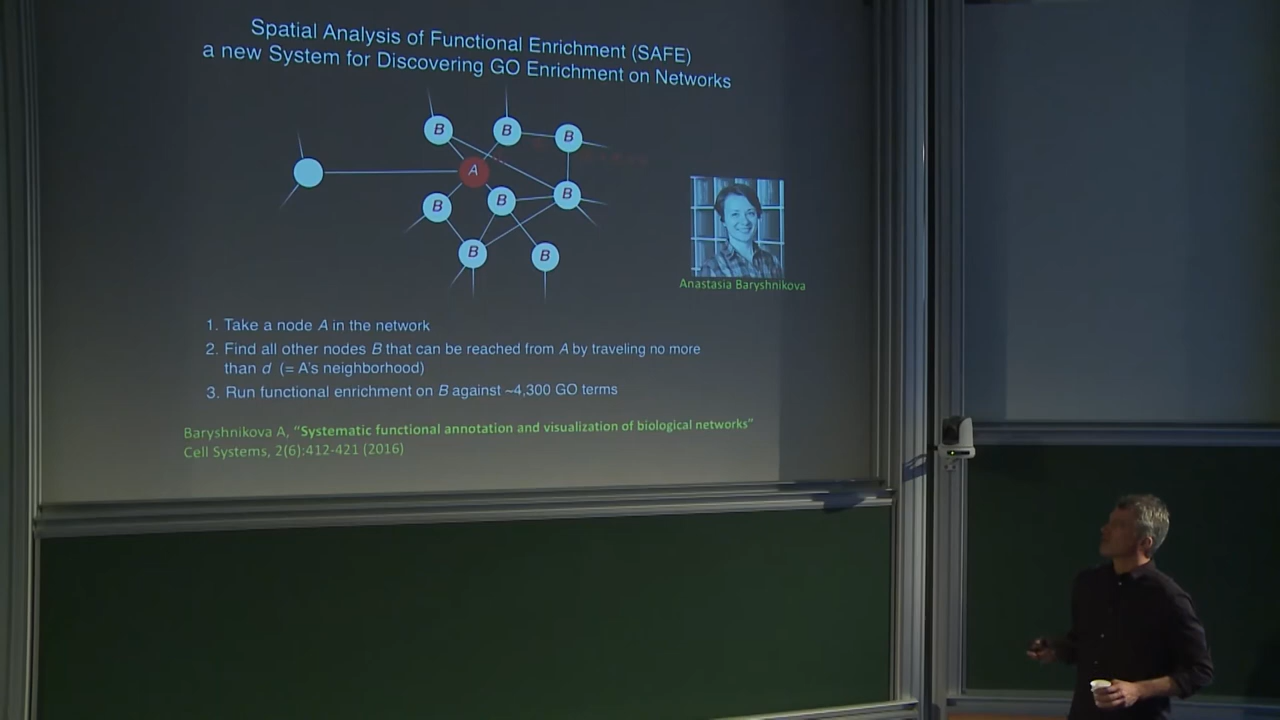 Spatial Analysis of Functional Enrichment (SAFE)
a new System for Discovering GO Enrichment on Networks
B
B
B
A
B
B
B
B
B
Anastasia Baryshnikova
1. Take a node A in the network
2. Find all other nodes B that can be reached from A by traveling no more
than d (= A's neighborhood)
3. Run functional enrichment on B against ~4,300 GO terms
Baryshnikova A, "Systematic functional annotation and visualization of biological networks"
Cell Systems, 2(6):412-421 (2016)